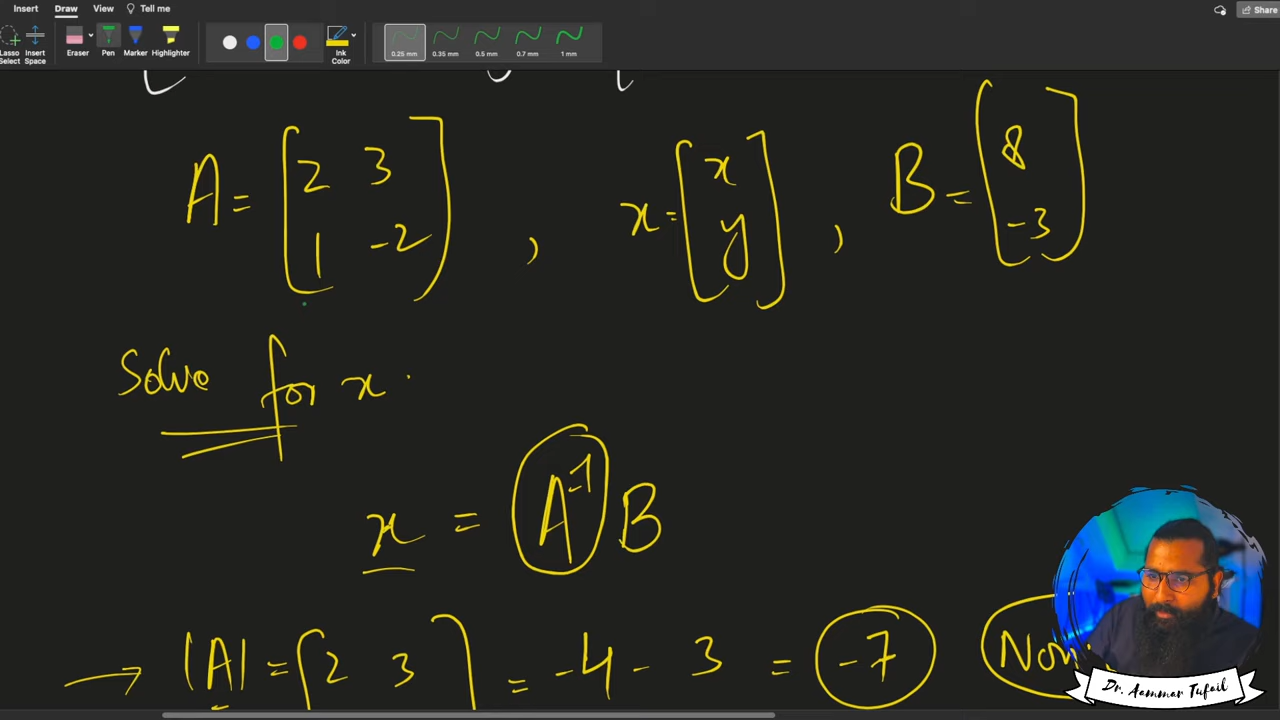 Insert Draw View Tell me
Share
Lasso Select
Insert Space
Eraser
Pen
Marker
Highlighter
Ink Color
0.25 mm 0.35 mm 0.5 mm 0.7 mm 1 mm
A = [2 3
1 -2] , x = [x
y] , B = [8
-3]
Solve for x .
x = A⁻¹ B
→ |A| = [2 3] = -4 - 3 = -7
Dr. Aammar Tufail